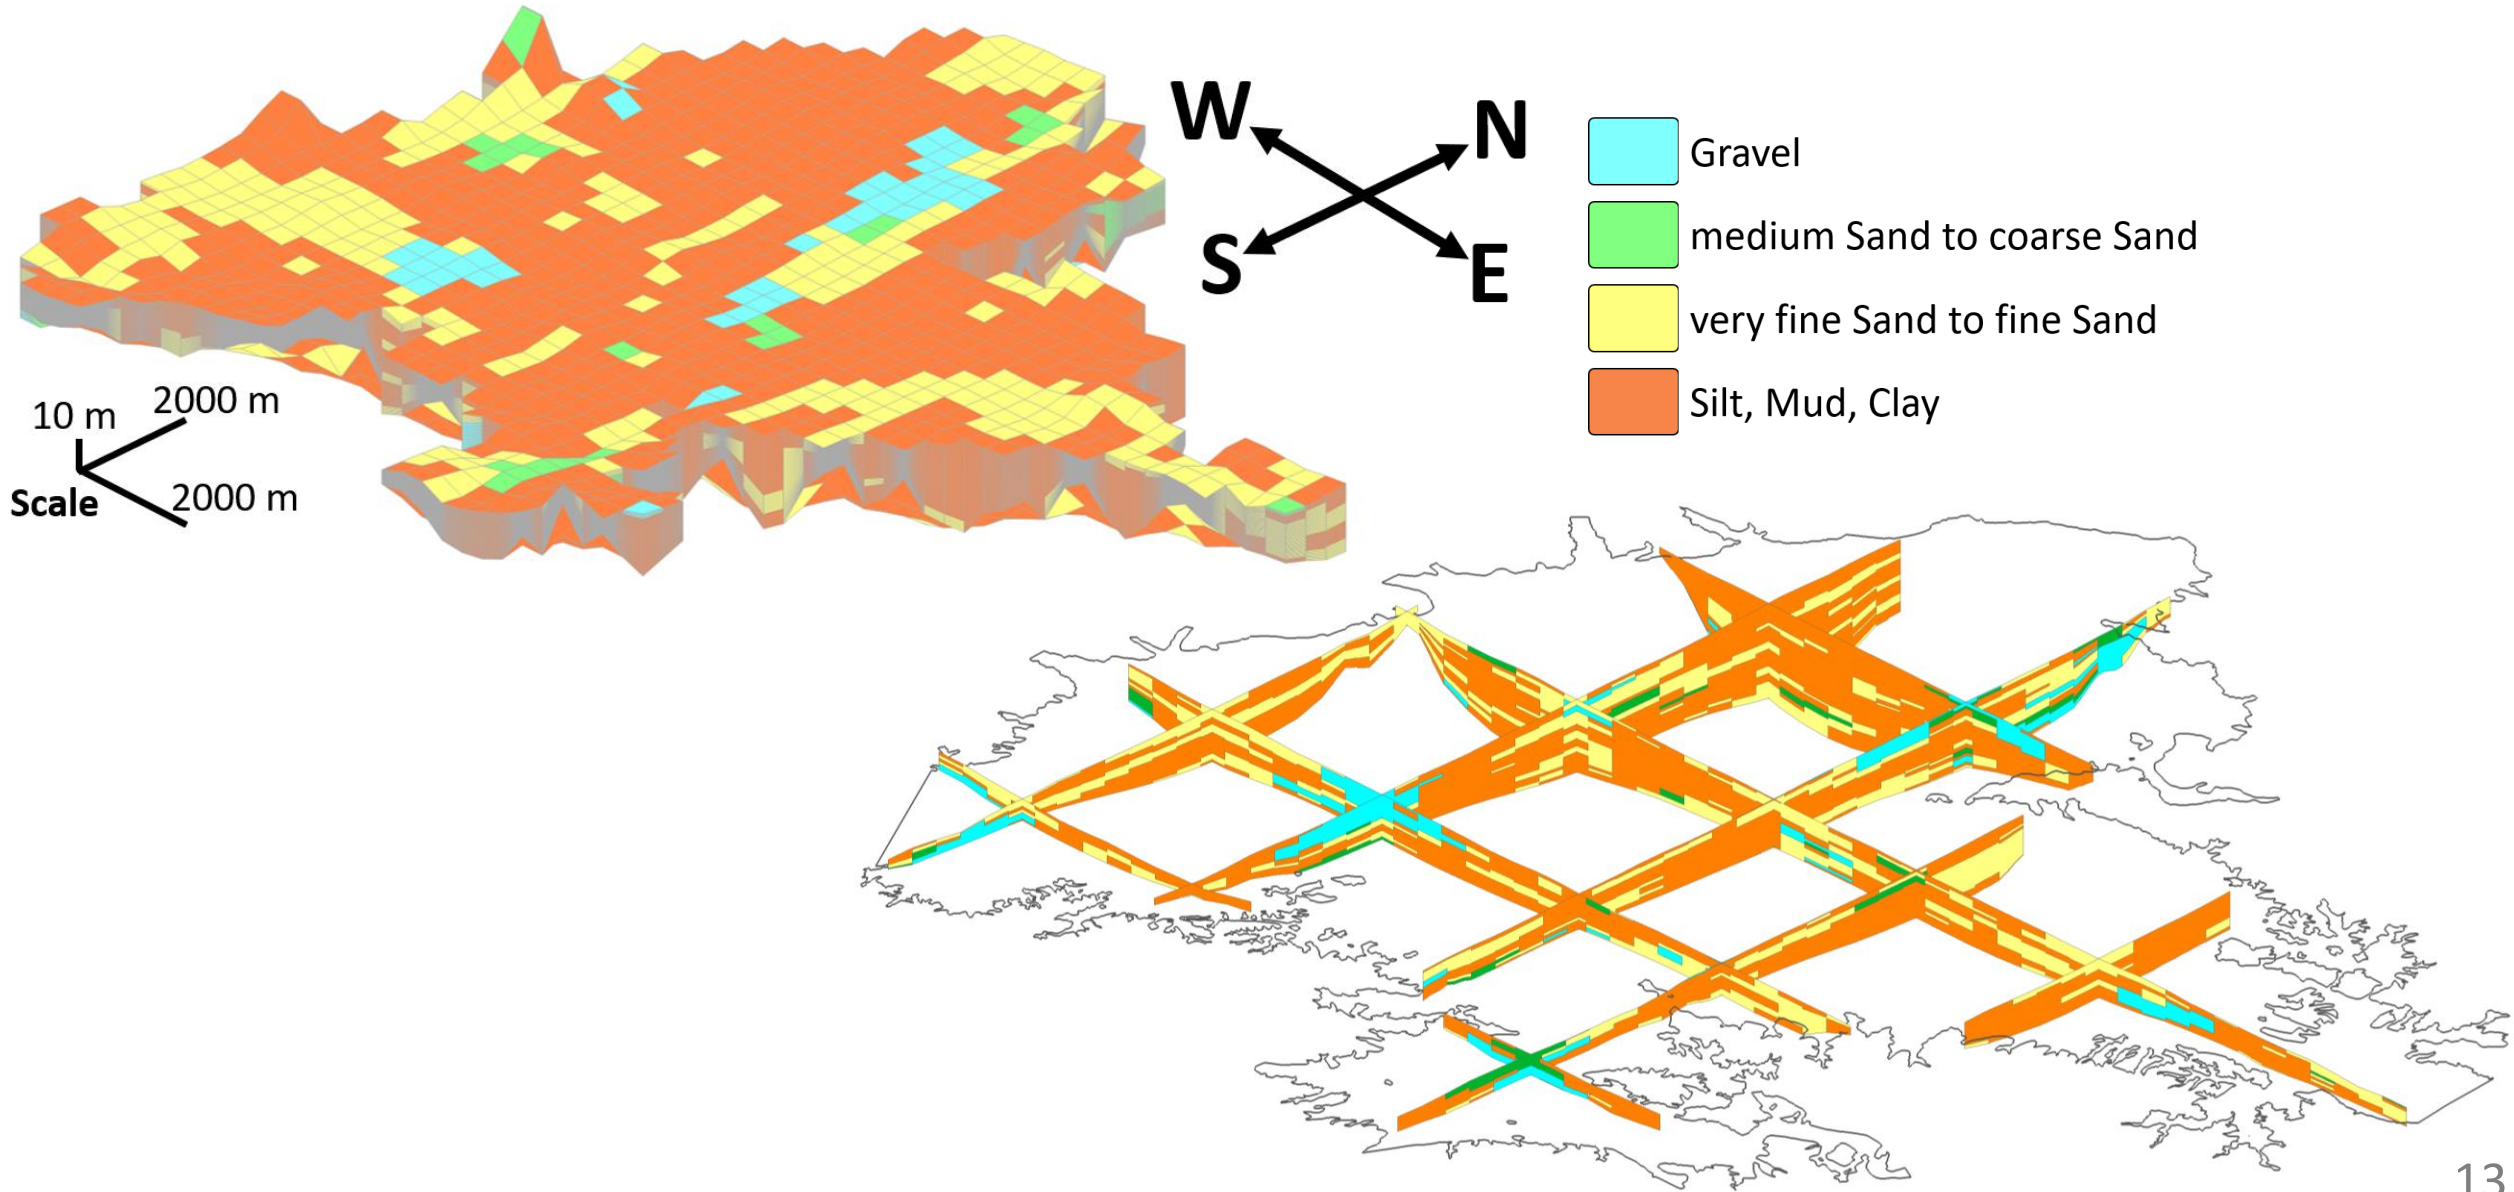 W
N
S
E
Gravel
medium Sand to coarse Sand
very fine Sand to fine Sand
Silt, Mud, Clay
10 m
2000 m
2000 m
Scale
13